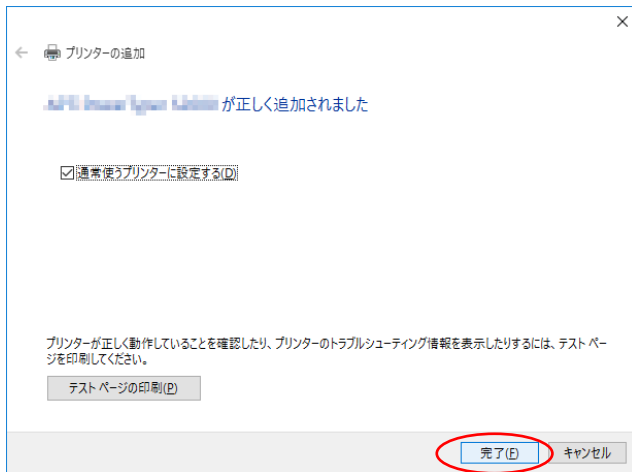 プリンターの追加
が正しく追加されました
通常使うプリンターに設定する(D)
プリンターが正しく動作していることを確認したり、プリンターのトラブルシューティング情報を表示したりするには、テスト ペー
ジを印刷してください。
テスト ページの印刷(P)
完了(F)
キャンセル